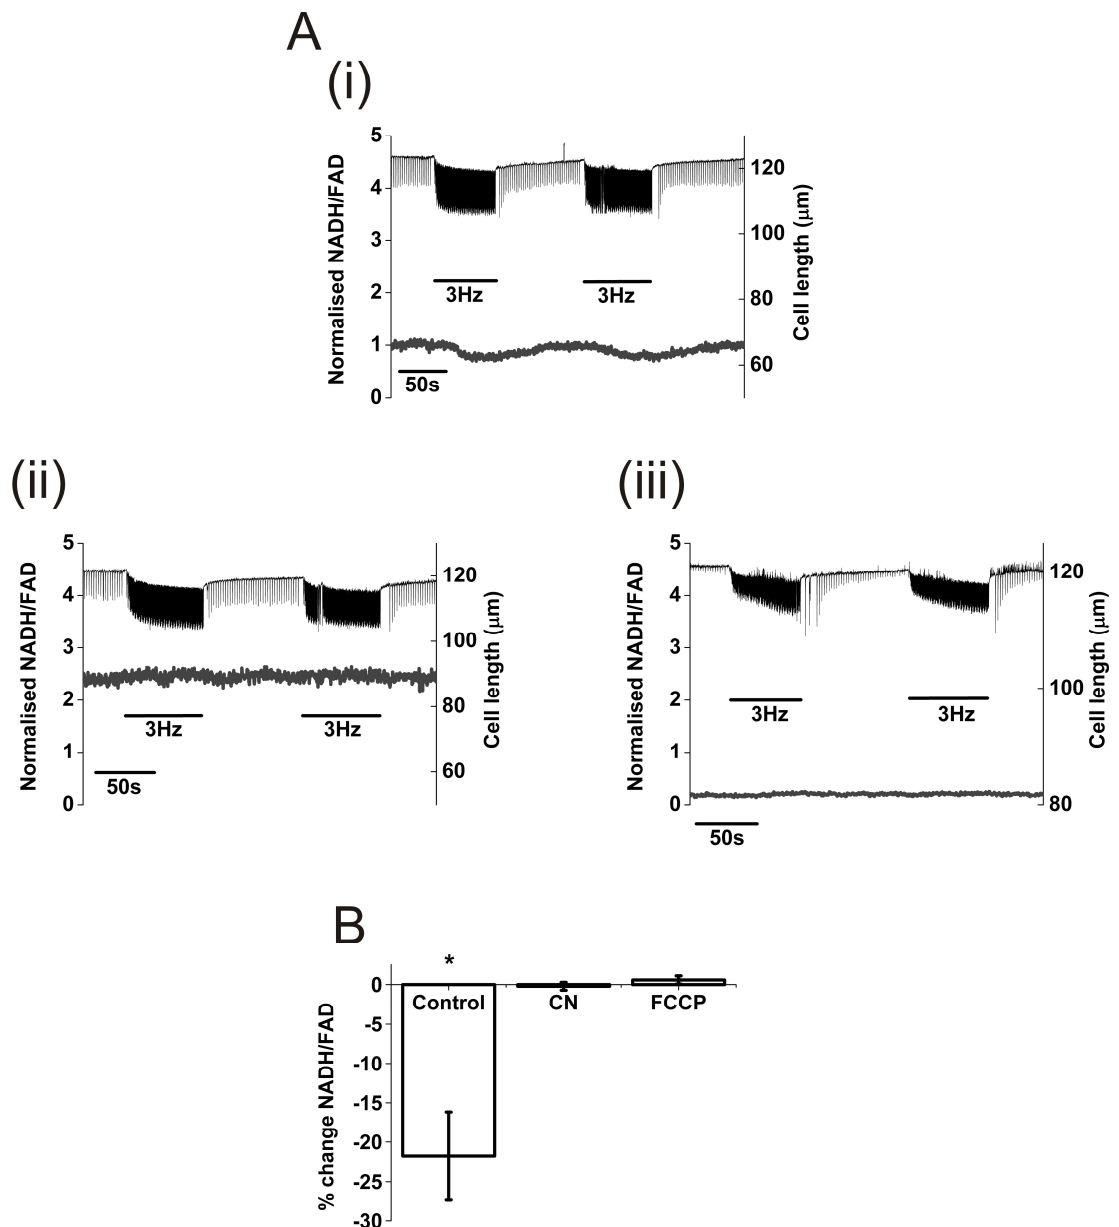 A
(i)
Normalised NADH/FAD
5
4
3
2
1
0
3Hz
3Hz
50s
120
100
80
60
Cell length (μm)
(ii)
Normalised NADH/FAD
5
4
3
2
1
0
3Hz
3Hz
50s
120
100
80
60
Cell length (μm)
(iii)
Normalised NADH/FAD
5
4
3
2
1
0
3Hz
3Hz
50s
120
100
80
Cell length (μm)
B
% change NADH/FAD
*
0
-5
-10
-15
-20
-25
-30
Control
CN
FCCP